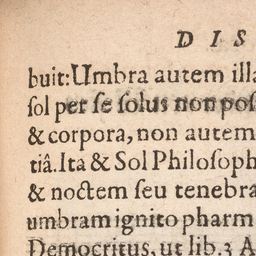 DIS
buit: Umbra autem illa
ſol per ſe ſolus non poſ
& corpora, non autem
tiâ. Ita & Sol Philoſoph
& noctem ſeu tenebra
umbram ignito pharm
Democritus, ut lib. 3 A